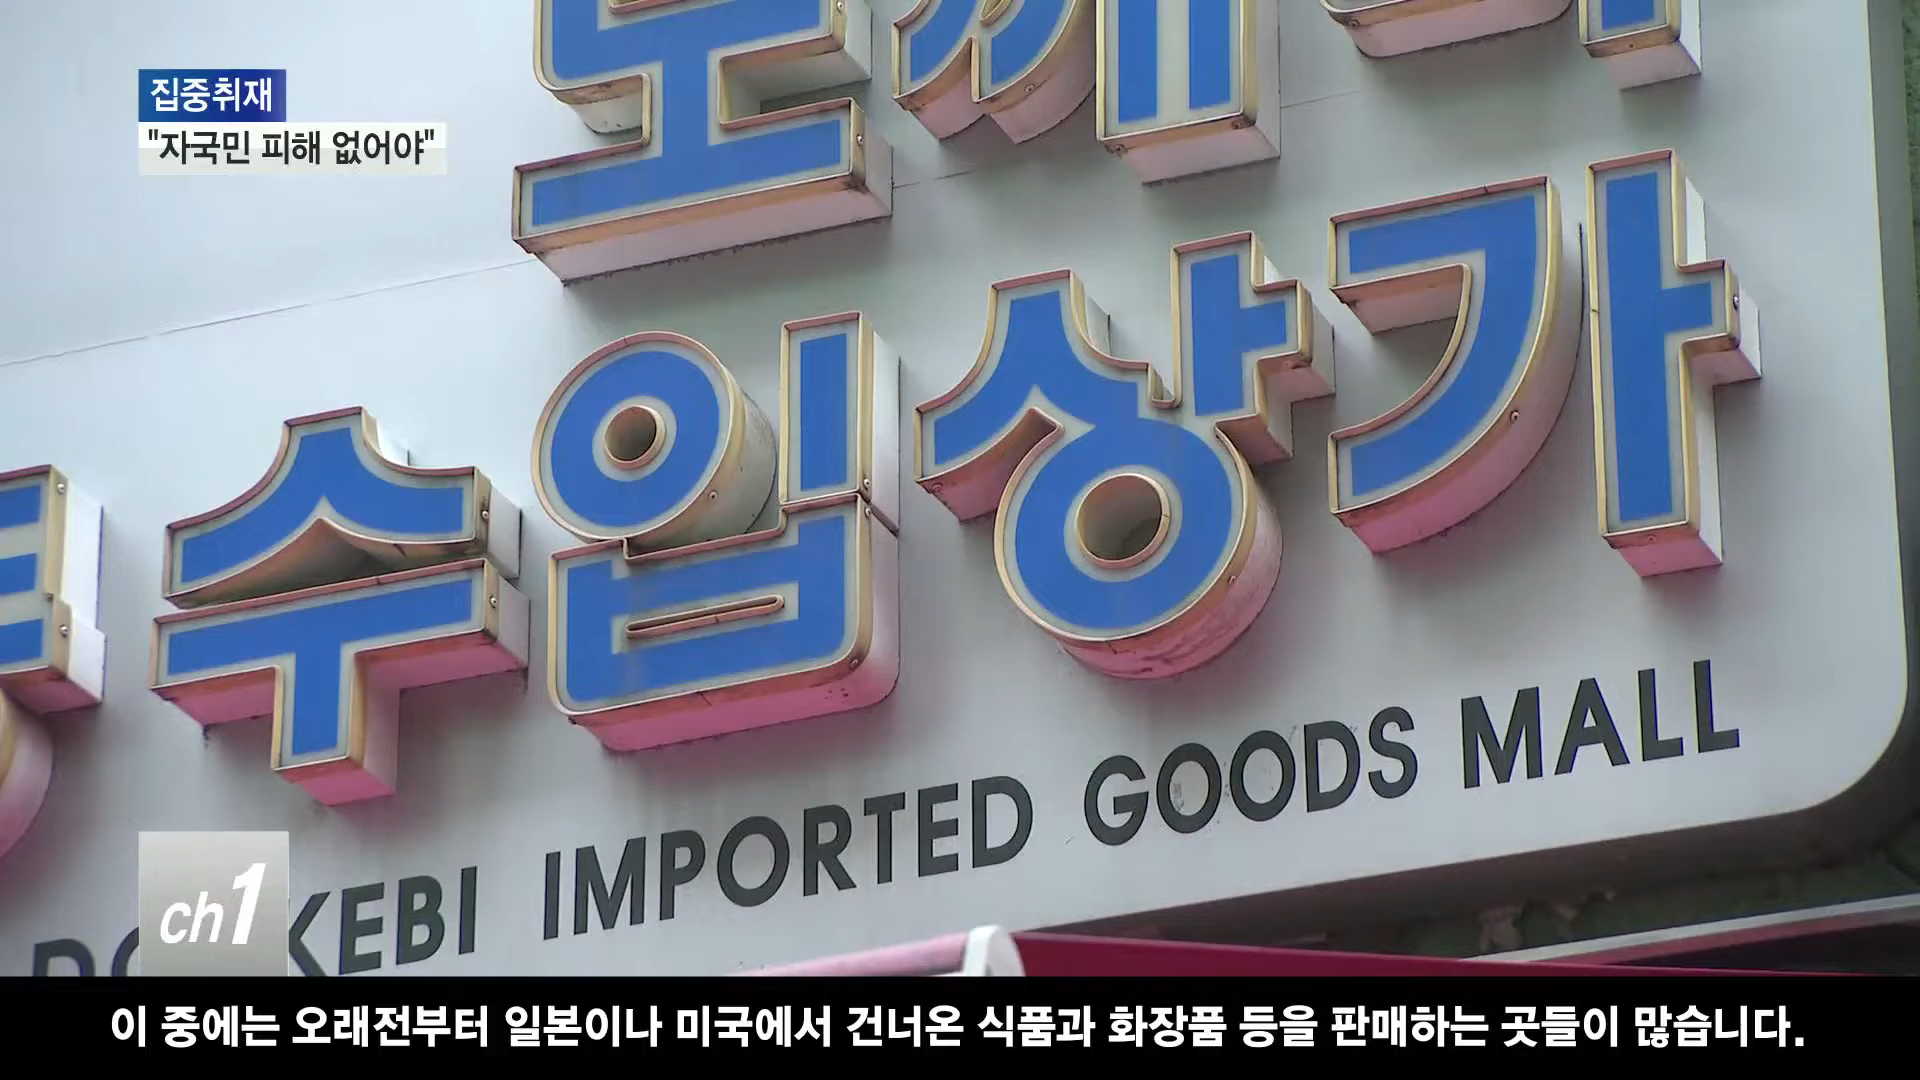 집중취재
"자국민 피해 없어야"
도깨비
수입상가
KEBI IMPORTED GOODS MALL
ch1
이 중에는 오래전부터 일본이나 미국에서 건너온 식품과 화장품 등을 판매하는 곳들이 많습니다.